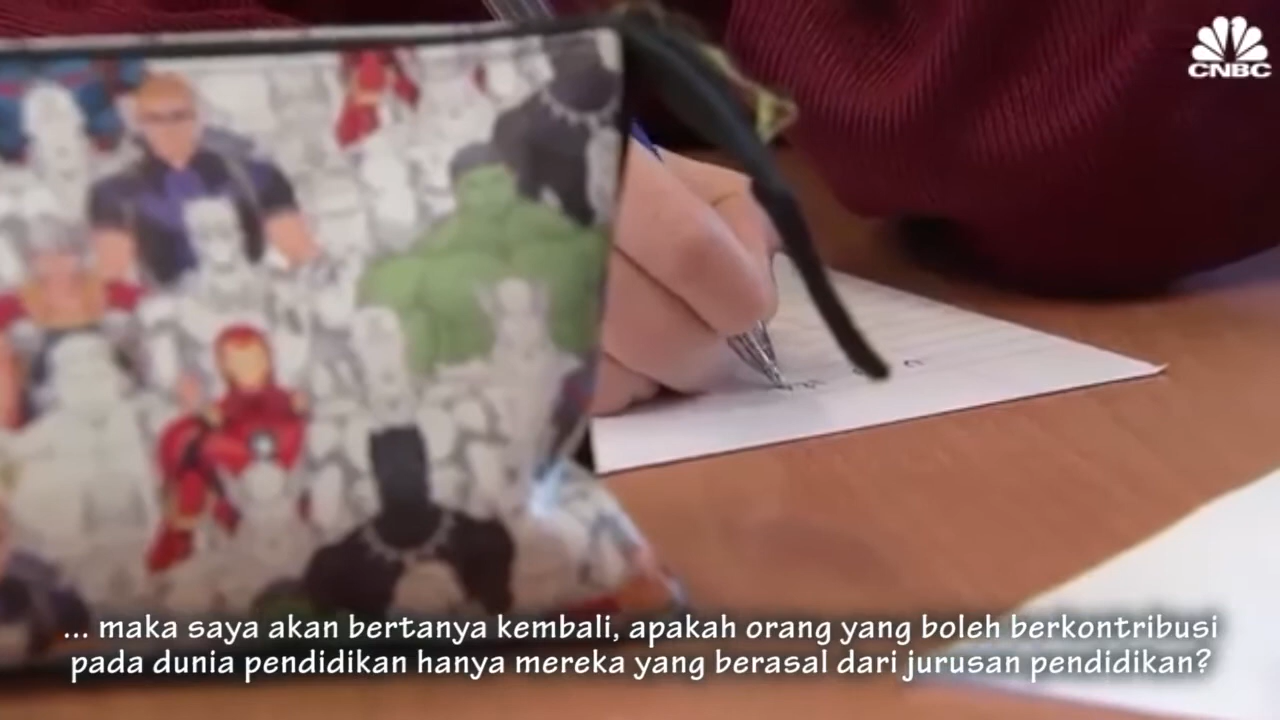 CNBC
... maka saya akan bertanya kembali, apakah orang yang boleh berkontribusi
pada dunia pendidikan hanya mereka yang berasal dari jurusan pendidikan?